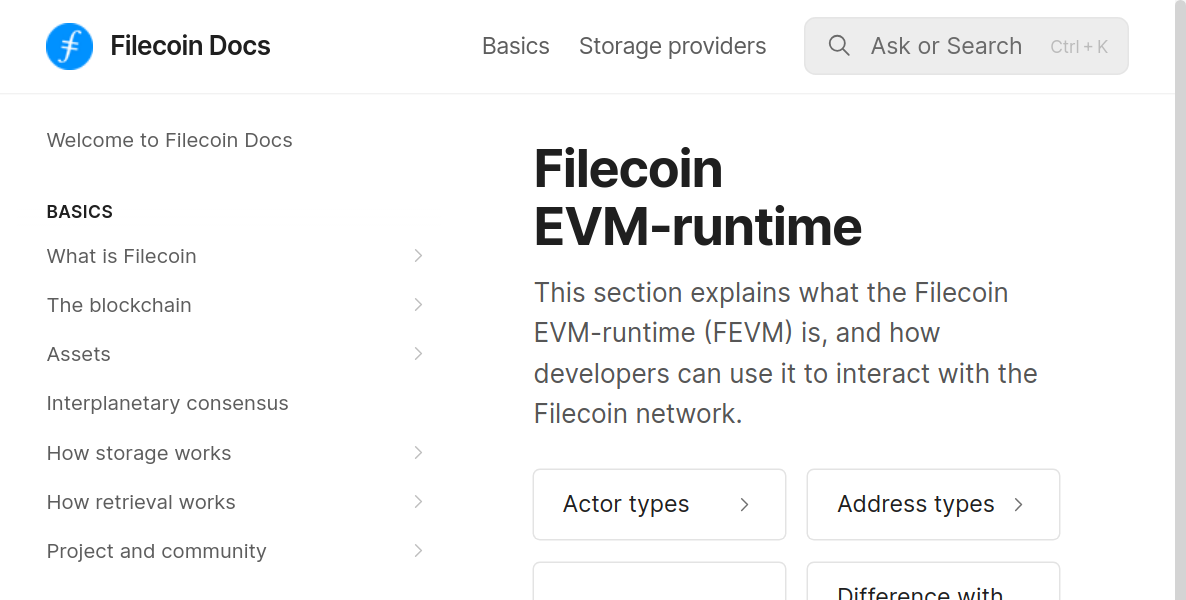 Filecoin Docs
Basics
Storage providers
Ask or Search
Ctrl + K
Welcome to Filecoin Docs
BASICS
What is Filecoin
The blockchain
Assets
Interplanetary consensus
How storage works
How retrieval works
Project and community
Filecoin
EVM-runtime
This section explains what the Filecoin
EVM-runtime (FEVM) is, and how
developers can use it to interact with the
Filecoin network.
Actor types
Address types
Difference with